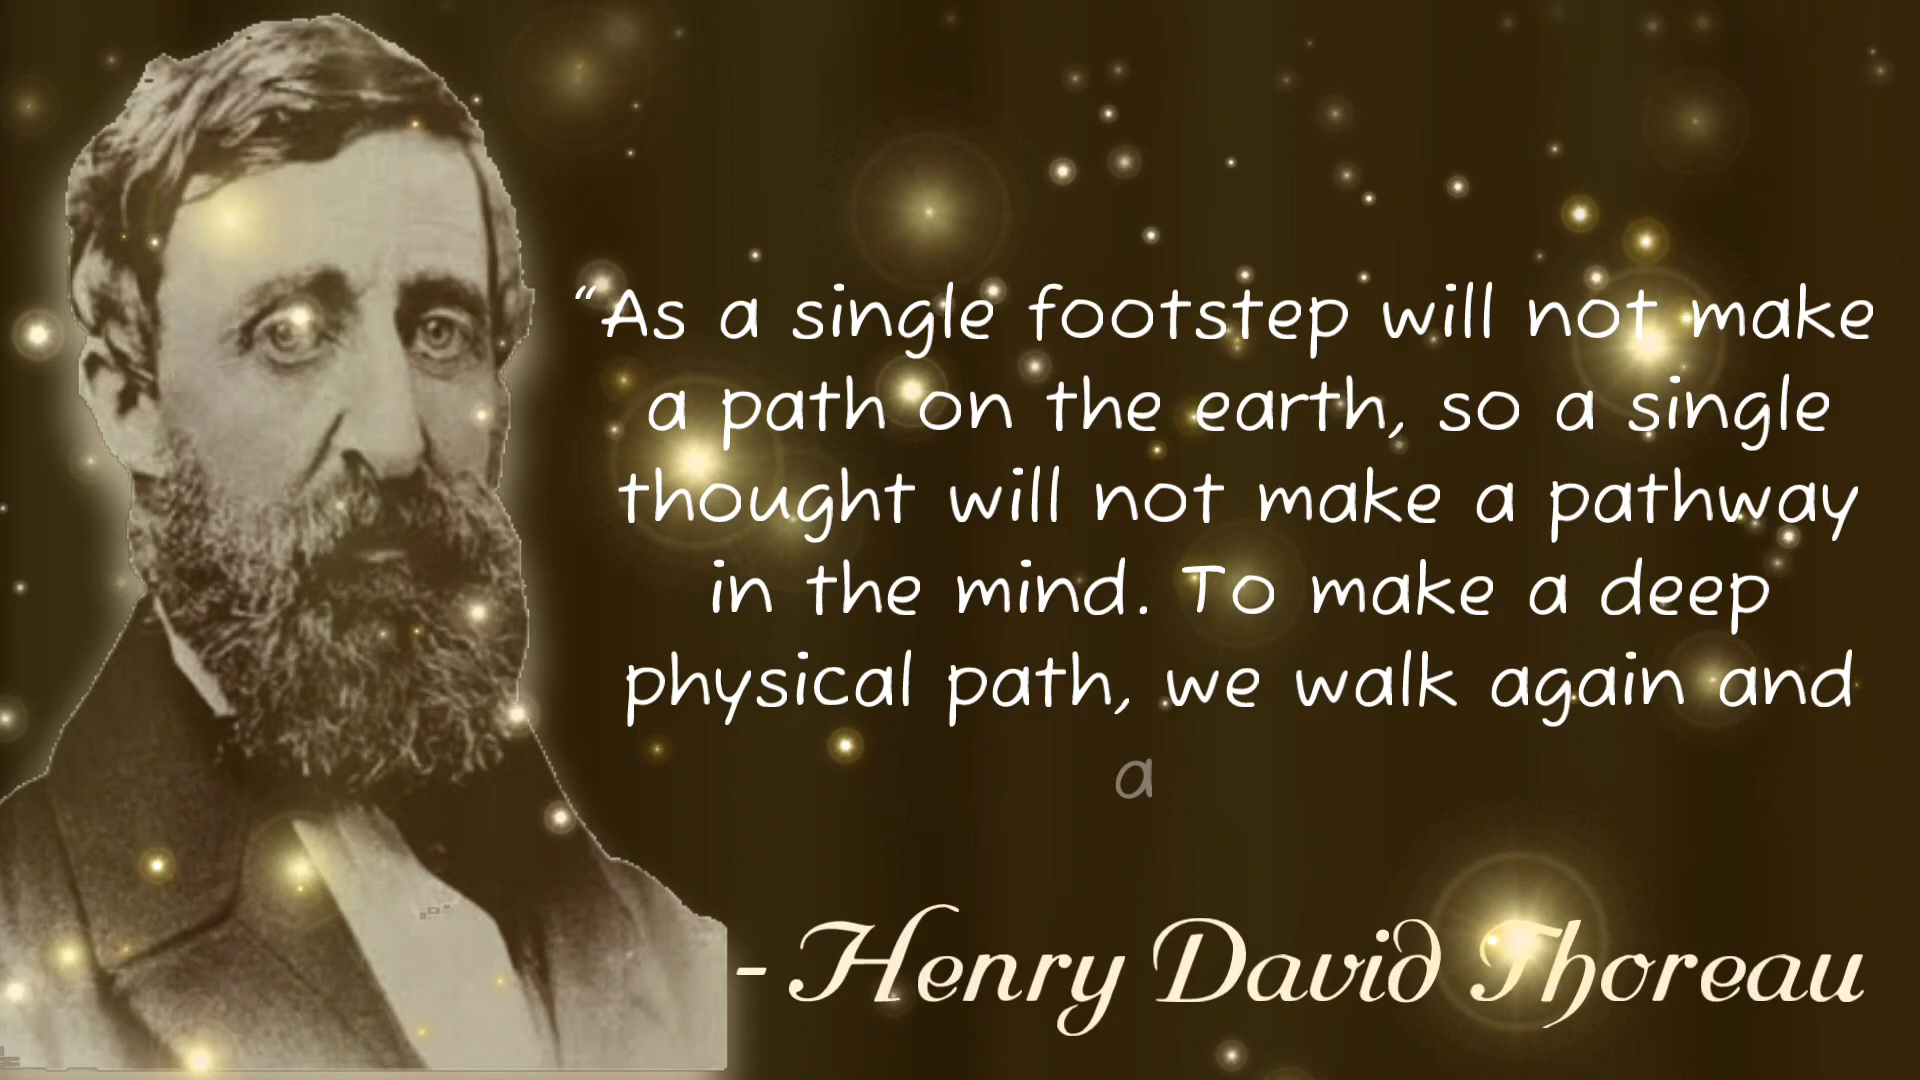 “As a single footstep will not make
a path on the earth, so a single
thought will not make a pathway
in the mind. To make a deep
physical path, we walk again and
a
- Henry David Thoreau